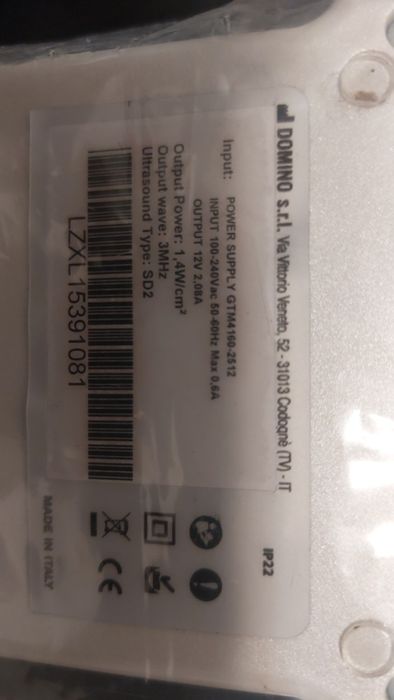 DOMINO s.r.l. Via Vittorio Veneto, 52 - 31013 Codognè (TV) - IT
Input: POWER SUPPLY GTM4160-2512
INPUT 100-240Vac 50-60Hz Max 0,6A
OUTPUT 12V 2.08A
Output Power: 1,4W/cm²
Output wave: 3MHz
Ultrasound Type: SD2
LZXL15391081
IP22
CE
MADE IN ITALY